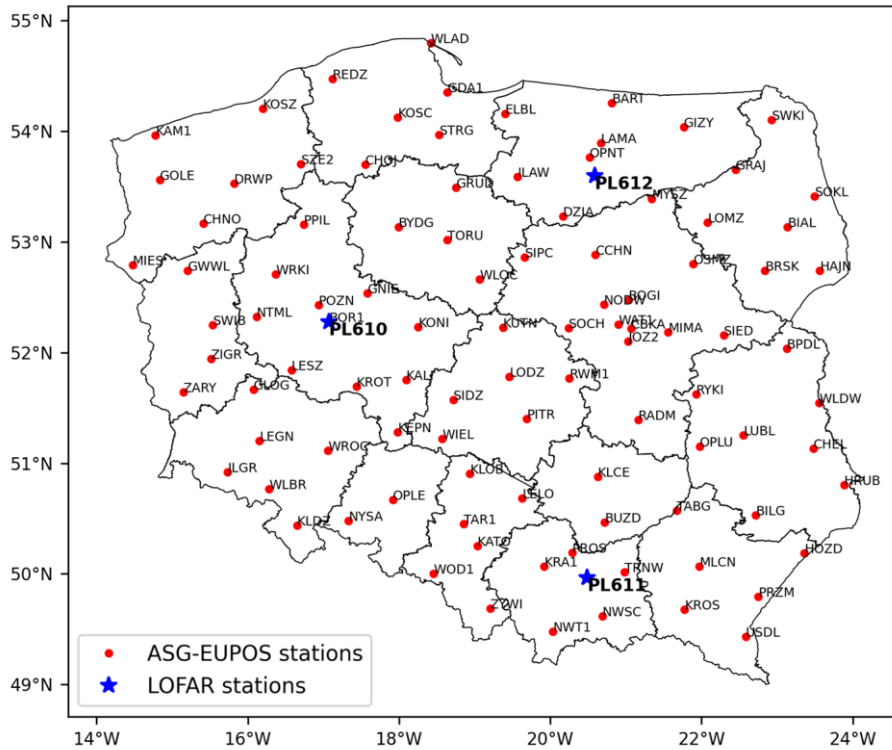 55°N
WLAD
REDZ
GDA1
KOSZ
KOSC
ELBL
BART
STRG
GIZY
SWKI
54°N
KAM1
LAMA
OPNT
SZE2
CHOJ
GOLE
DRWP
ILAW
PL612
GRAJ
GRUD
MYSZ
SOKL
DZIA
CHNO
PPIL
BYDG
TORU
LOMZ
BIAL
53°N
MIES
GWWL
WRKI
WLOC
SIPC
CCHN
OSMZ
BRSK
HAJN
GNIE
POZN
NODW
BOGI
NTML
BOR1
PL610
SWIB
KONI
KUTN
SOCH
WAT1
CBKA
MIMA
JOZ2
SIED
BPDL
52°N
ZIGR
LESZ
ZARY
GLOG
KROT
KALI
LODZ
RWM1
SIDZ
RYKI
WLDW
PITR
RADM
LEGN
WROC
KEPN
WIEL
OPLU
LUBL
CHEL
51°N
JLGR
WLBR
KLOB
KLCE
HRUB
KLDZ
NYSA
OPLE
LELO
TAR1
BUZD
TABG
BILG
KATO
PROS
HOZD
50°N
WOD1
KRA1
TRNW
MLCN
PL611
PRZM
ZYWI
NWSC
KROS
NWT1
USDL
ASG-EUPOS stations
LOFAR stations
49°N
14°W 16°W 18°W 20°W 22°W 24°W